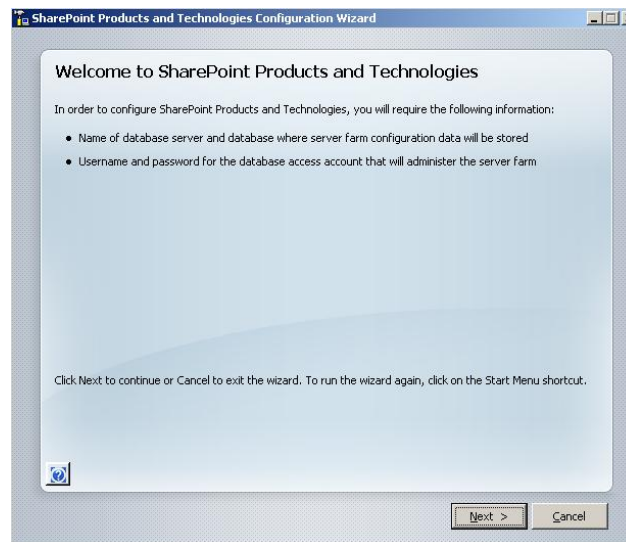 SharePoint Products and Technologies Configuration Wizard
Welcome to SharePoint Products and Technologies
In order to configure SharePoint Products and Technologies, you will require the following information:
• Name of database server and database where server farm configuration data will be stored
• Username and password for the database access account that will administer the server farm
Click Next to continue or Cancel to exit the wizard. To run the wizard again, click on the Start Menu shortcut.
Next >
Cancel